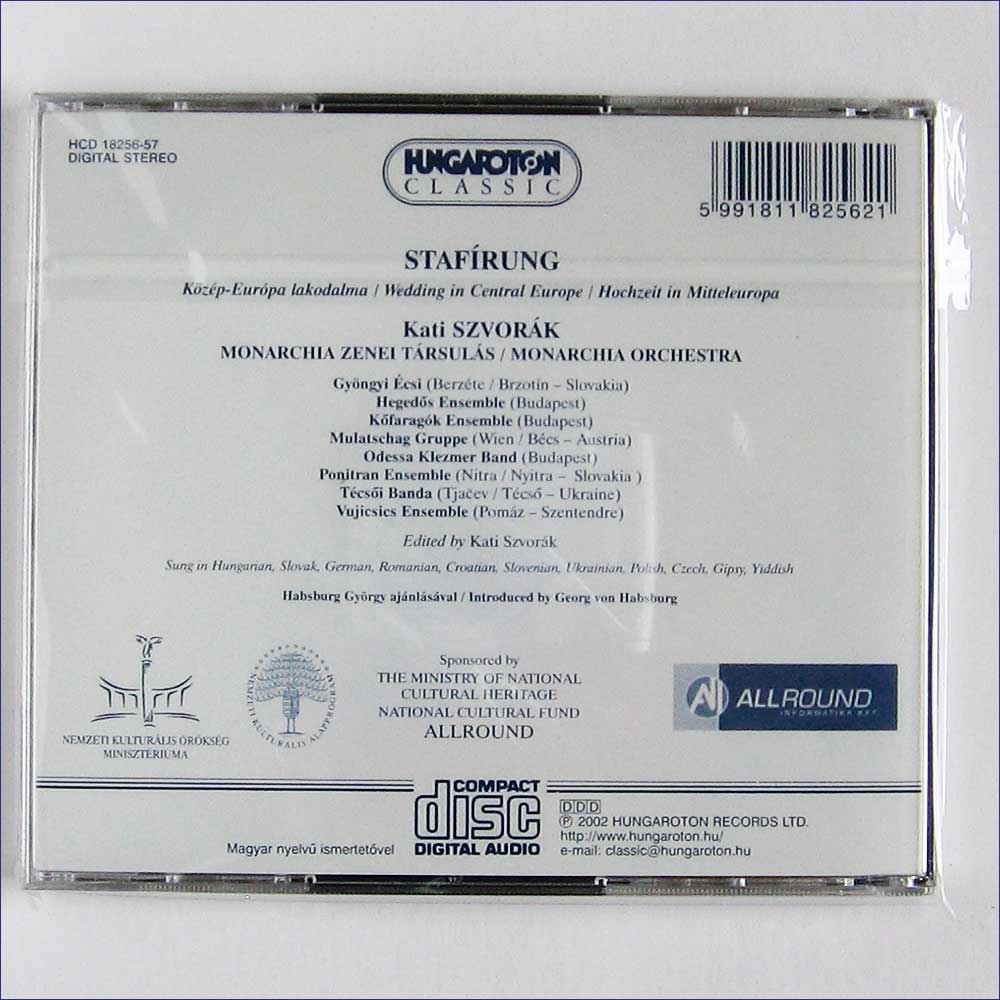 HCD 18256-57
DIGITAL STEREO
HUNGAROTON
CLASSIC
5 991811 825621
STAFÍRUNG
Közép-Európa lakodalma / Wedding in Central Europe / Hochzeit in Mitteleuropa
Kati SZVORÁK
MONARCHIA ZENEI TÁRSULÁS / MONARCHIA ORCHESTRA
Gyöngyi Écsi (Berzéte / Brzotín – Slovakia)
Hegedős Ensemble (Budapest)
Kőfaragók Ensemble (Budapest)
Mulatschag Gruppe (Wien / Bécs – Austria)
Odessa Klezmer Band (Budapest)
Ponitran Ensemble (Nitra / Nyitra – Slovakia )
Técsői Banda (Tjačev / Técső – Ukraine)
Vujicsics Ensemble (Pomáz – Szentendre)
Edited by Kati Szvorák
Sung in Hungarian, Slovak, German, Romanian, Croatian, Slovenian, Ukrainian, Polish, Czech, Gipsy, Yiddish
Habsburg György ajánlásával / Introduced by Georg von Habsburg
NEMZETI KULTURÁLIS ÖRÖKSÉG
MINISZTÉRIUMA
NEMZETI KULTURÁLIS ALAPPROGRAM
Sponsored by
THE MINISTRY OF NATIONAL
CULTURAL HERITAGE
NATIONAL CULTURAL FUND
ALLROUND
ALLROUND
INFORMATIKA KFT.
Magyar nyelvű ismertetővel
COMPACT
disc
DIGITAL AUDIO
DDD
℗ 2002 HUNGAROTON RECORDS LTD.
http://www.hungaroton.hu/
e-mail: classic@hungaroton.hu